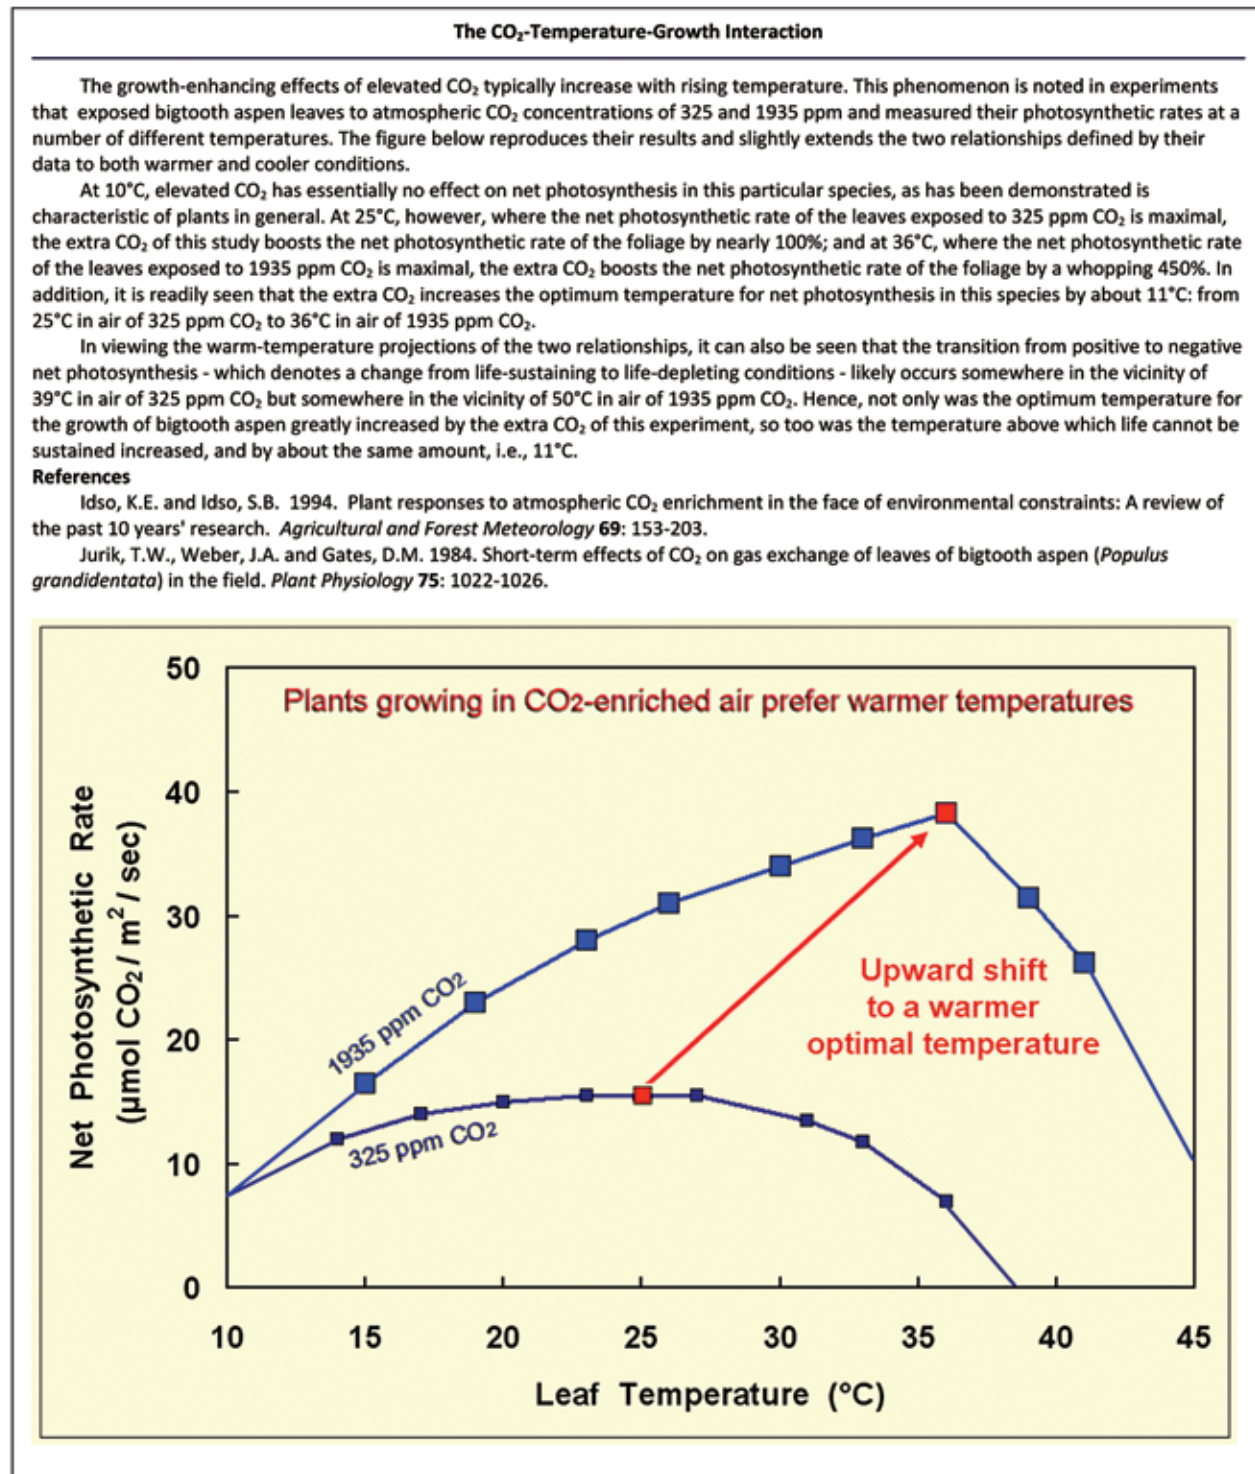 The CO₂-Temperature-Growth Interaction
The growth-enhancing effects of elevated CO₂ typically increase with rising temperature. This phenomenon is noted in experiments
that exposed bigtooth aspen leaves to atmospheric CO₂ concentrations of 325 and 1935 ppm and measured their photosynthetic rates at a
number of different temperatures. The figure below reproduces their results and slightly extends the two relationships defined by their
data to both warmer and cooler conditions.
At 10°C, elevated CO₂ has essentially no effect on net photosynthesis in this particular species, as has been demonstrated is
characteristic of plants in general. At 25°C, however, where the net photosynthetic rate of the leaves exposed to 325 ppm CO₂ is maximal,
the extra CO₂ of this study boosts the net photosynthetic rate of the foliage by nearly 100%; and at 36°C, where the net photosynthetic rate
of the leaves exposed to 1935 ppm CO₂ is maximal, the extra CO₂ boosts the net photosynthetic rate of the foliage by a whopping 450%. In
addition, it is readily seen that the extra CO₂ increases the optimum temperature for net photosynthesis in this species by about 11°C: from
25°C in air of 325 ppm CO₂ to 36°C in air of 1935 ppm CO₂.
In viewing the warm-temperature projections of the two relationships, it can also be seen that the transition from positive to negative
net photosynthesis - which denotes a change from life-sustaining to life-depleting conditions - likely occurs somewhere in the vicinity of
39°C in air of 325 ppm CO₂ but somewhere in the vicinity of 50°C in air of 1935 ppm CO₂. Hence, not only was the optimum temperature for
the growth of bigtooth aspen greatly increased by the extra CO₂ of this experiment, so too was the temperature above which life cannot be
sustained increased, and by about the same amount, i.e., 11°C.
References
Idso, K.E. and Idso, S.B. 1994. Plant responses to atmospheric CO₂ enrichment in the face of environmental constraints: A review of
the past 10 years' research. Agricultural and Forest Meteorology 69: 153-203.
Jurik, T.W., Weber, J.A. and Gates, D.M. 1984. Short-term effects of CO₂ on gas exchange of leaves of bigtooth aspen (Populus
grandidentata) in the field. Plant Physiology 75: 1022-1026.
Plants growing in CO2-enriched air prefer warmer temperatures
50
40
30
20
10
0
Net Photosynthetic Rate
(µmol CO₂ / m² / sec)
1935 ppm CO2
325 ppm CO2
Upward shift
to a warmer
optimal temperature
10 15 20 25 30 35 40 45
Leaf Temperature (°C)